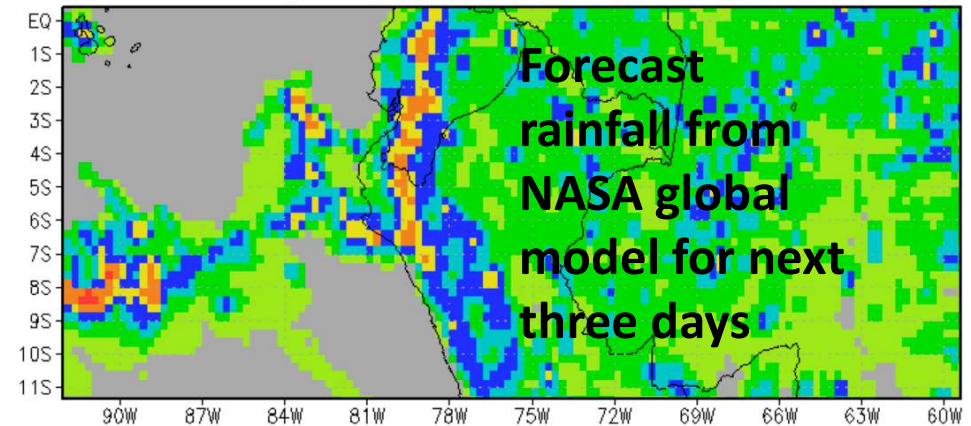 EQ
1S
2S
3S
4S
5S
6S
7S
8S
9S
10S
11S
Forecast
rainfall from
NASA global
model for next
three days
90W 87W 84W 81W 78W 75W 72W 69W 66W 63W 60W